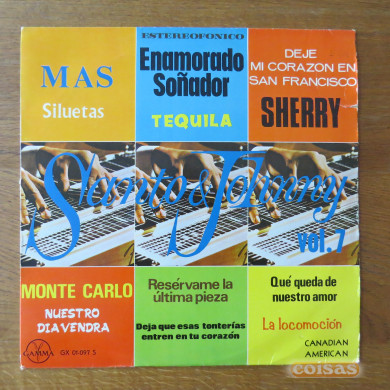 ESTEREOFONICO
MAS
Siluetas
Enamorado
Soñador
TEQUILA
DEJE
MI CORAZON EN
SAN FRANCISCO
SHERRY
Santo & Johnny
vol. 7
MONTE CARLO
NUESTRO
DIA VENDRA
GAMMA
GX 01-097 S
Resérvame la
última pieza
Deja que esas tonterías
entren en tu corazón
Qué queda de
nuestro amor
La locomoción
CANADIAN
AMERICAN
coisas